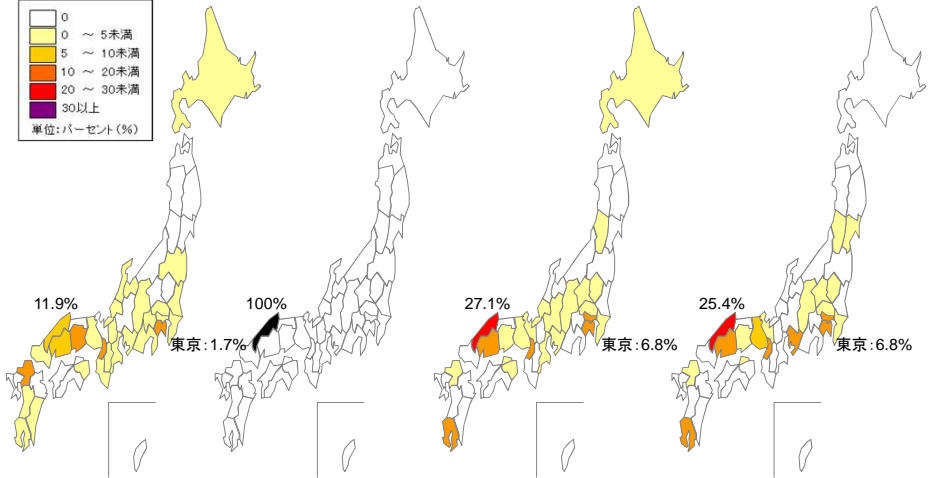 0
0 ～ 5未満
5 ～ 10未満
10 ～ 20未満
20 ～ 30未満
30以上
単位：パーセント（％）
11.9%
東京：1.7%
100%
27.1%
東京：6.8%
25.4%
東京：6.8%